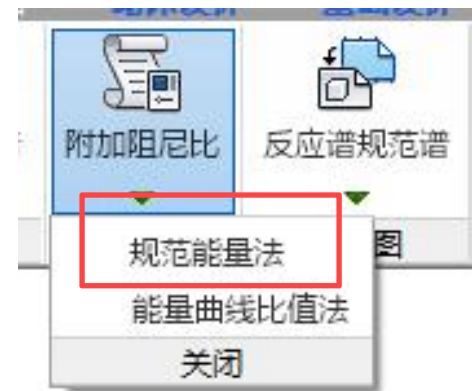 附加阻尼比
反应谱规范谱
规范能量法
图
能量曲线比值法
关闭